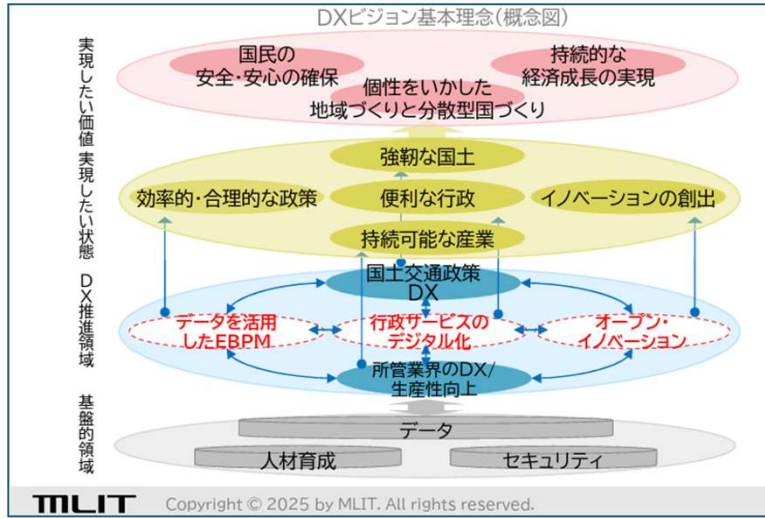 DXビジョン基本理念(概念図)
実現したい価値
国民の
安全・安心の確保
持続的な
経済成長の実現
個性をいかした
地域づくりと分散型国づくり
実現したい状態
強靭な国土
効率的・合理的な政策
便利な行政
イノベーションの創出
持続可能な産業
DX推進領域
国土交通政策
DX
データを活用
したEBPM
行政サービスの
デジタル化
オープン・
イノベーション
所管業界のDX/
生産性向上
基盤的領域
データ
人材育成
セキュリティ
MLIT
Copyright © 2025 by MLIT. All rights reserved.